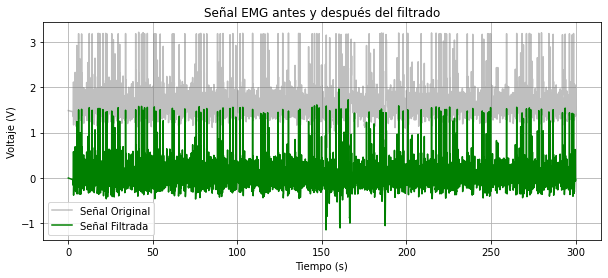 Señal EMG antes y después del filtrado
Voltaje (V)
3
2
1
0
−1
Señal Original
Señal Filtrada
0
50
100
150
200
250
300
Tiempo (s)